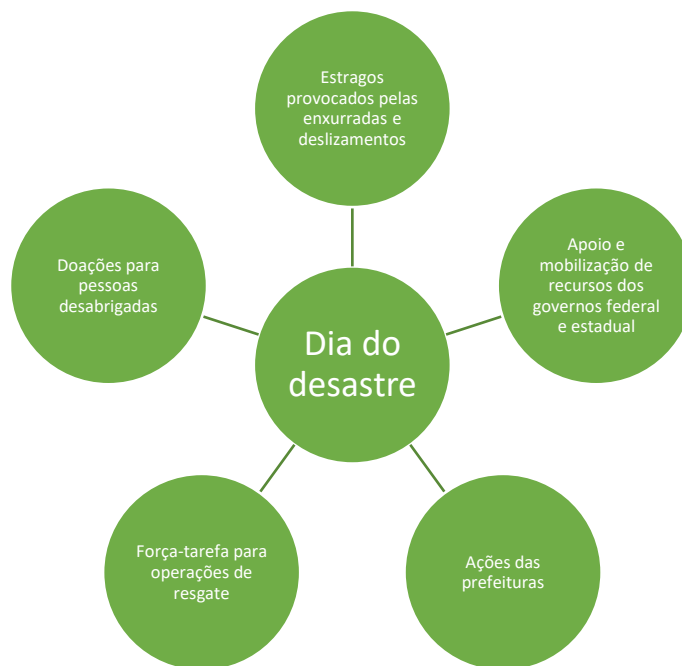 Estragos
provocados pelas
enxurradas e
deslizamentos
Apoio e
mobilização de
recursos dos
governos federal
e estadual
Doações para
pessoas
desabrigadas
Dia do
desastre
Força-tarefa para
operações de
resgate
Ações das
prefeituras